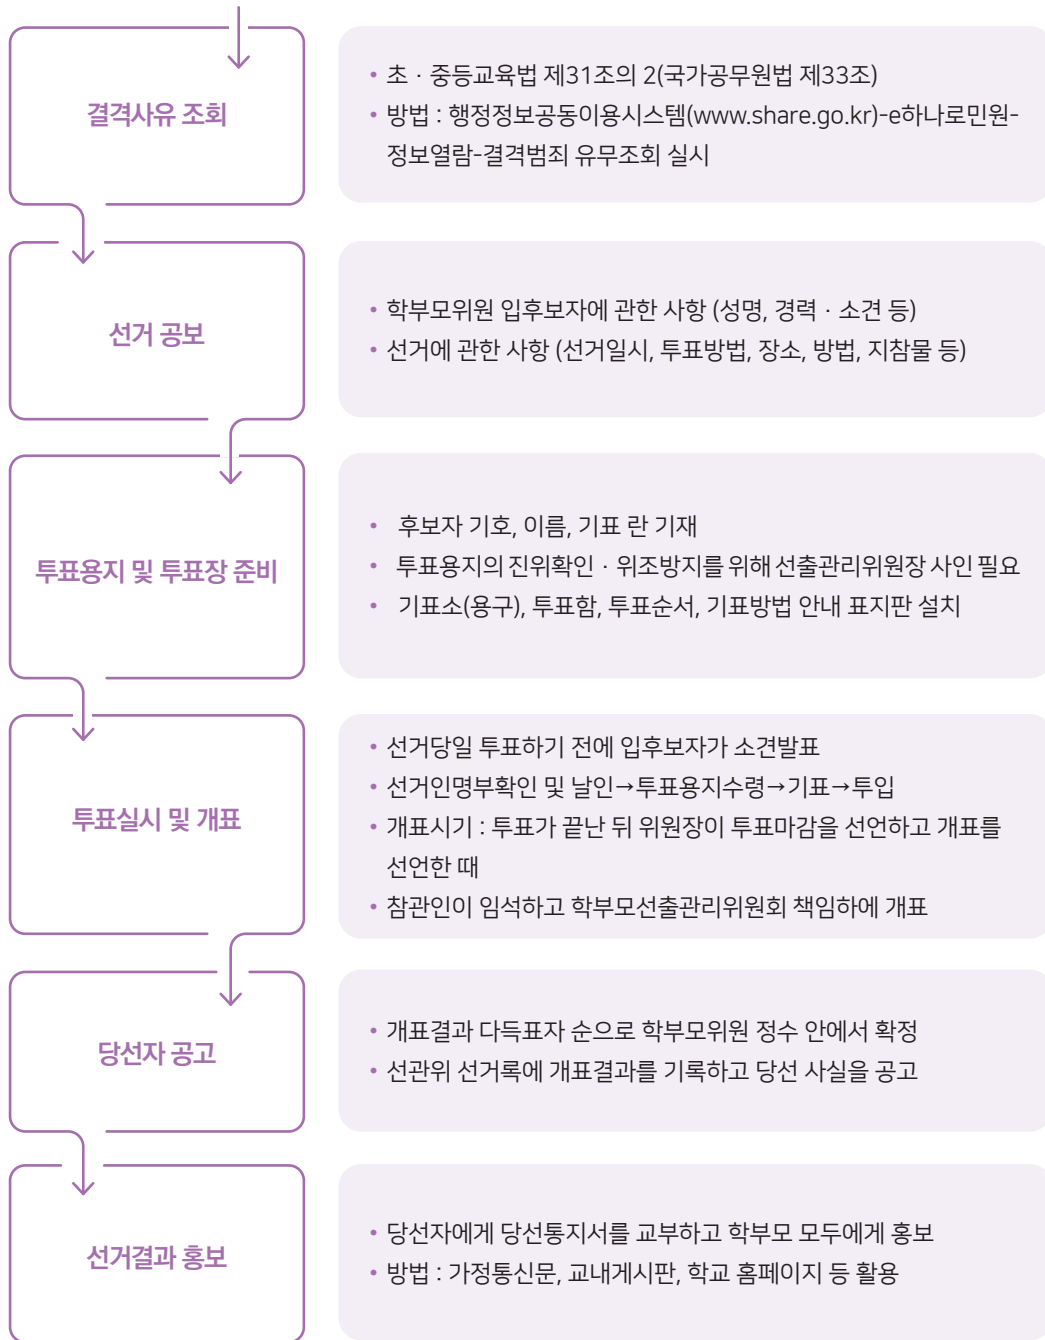 결격사유 조회
• 초 · 중등교육법 제31조의 2(국가공무원법 제33조)
• 방법 : 행정정보공동이용시스템(www.share.go.kr)-e하나로민원-
정보열람-결격범죄 유무조회 실시
선거 공보
• 학부모위원 입후보자에 관한 사항 (성명, 경력 · 소견 등)
• 선거에 관한 사항 (선거일시, 투표방법, 장소, 방법, 지참물 등)
투표용지 및 투표장 준비
• 후보자 기호, 이름, 기표 란 기재
• 투표용지의 진위확인 · 위조방지를 위해 선출관리위원장 사인 필요
• 기표소(용구), 투표함, 투표순서, 기표방법 안내 표지판 설치
투표실시 및 개표
• 선거당일 투표하기 전에 입후보자가 소견발표
• 선거인명부확인 및 날인→투표용지수령→기표→투입
• 개표시기 : 투표가 끝난 뒤 위원장이 투표마감을 선언하고 개표를
선언한 때
• 참관인이 임석하고 학부모선출관리위원회 책임하에 개표
당선자 공고
• 개표결과 다득표자 순으로 학부모위원 정수 안에서 확정
• 선관위 선거록에 개표결과를 기록하고 당선 사실을 공고
선거결과 홍보
• 당선자에게 당선통지서를 교부하고 학부모 모두에게 홍보
• 방법 : 가정통신문, 교내게시판, 학교 홈페이지 등 활용